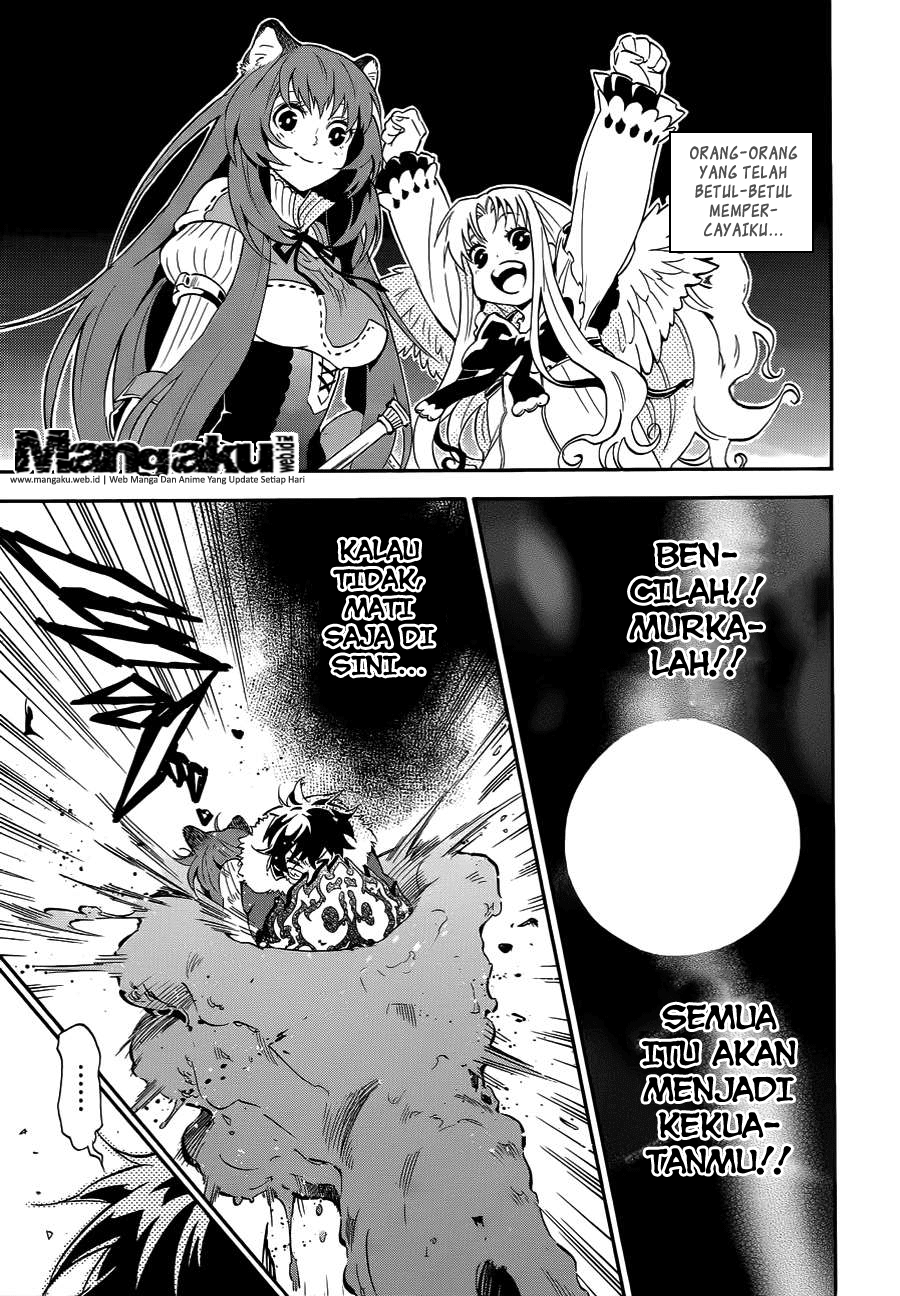 ORANG-ORANG
YANG TELAH
BETUL-BETUL
MEMPER-
CAYAIKU...
Mangaku
www.mangaku.web.id | Web Manga Dan Anime Yang Update Setiap Hari
BEN-
CILAH!!
MURKA-
LAH!!
SEMUA
ITU AKAN
MENJADI
KEKUA-
TANMU!!
KALAU
TIDAK,
MATI
SAJA DI
SINI...
......